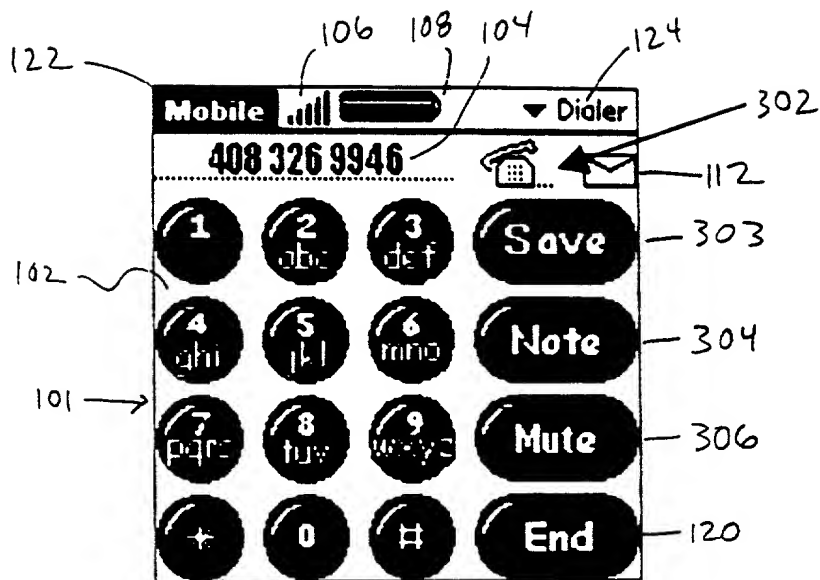 106 108 104 124
122
Mobile Dialer 302
408 326 9946 112
1 2 3 Save 303
abc def
102
4 5 6 Note 304
ghi jkl mno
101
7 8 9 Mute 306
pqrs tuv wxyz
* 0 # End 120